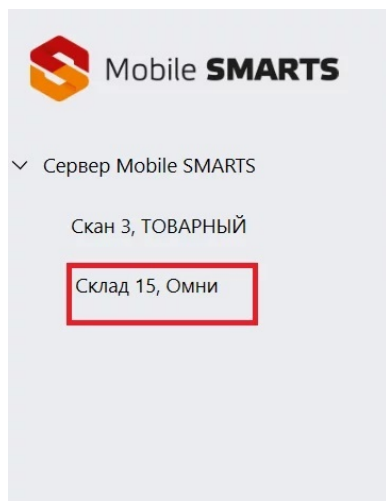 Mobile SMARTS
Сервер Mobile SMARTS
Скан 3, ТОВАРНЫЙ
Склад 15, Омни